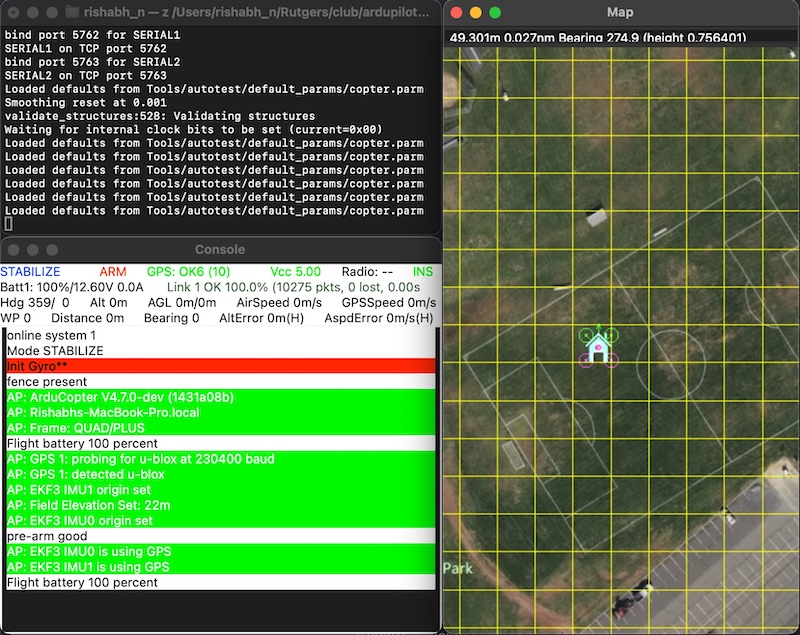 rishabh_n — z /Users/rishabh_n/Rutgers/club/ardupilot...
bind port 5762 for SERIAL1
SERIAL1 on TCP port 5762
bind port 5763 for SERIAL2
SERIAL2 on TCP port 5763
Loaded defaults from Tools/autotest/default_params/copter.parm
Smoothing reset at 0.001
validate_structures:528: Validating structures
Waiting for internal clock bits to be set (current=0x00)
Loaded defaults from Tools/autotest/default_params/copter.parm
Loaded defaults from Tools/autotest/default_params/copter.parm
Loaded defaults from Tools/autotest/default_params/copter.parm
Loaded defaults from Tools/autotest/default_params/copter.parm
Loaded defaults from Tools/autotest/default_params/copter.parm
Loaded defaults from Tools/autotest/default_params/copter.parm
Console
STABILIZE ARM GPS: OK6 (10) Vcc 5.00 Radio: -- INS
Batt1: 100%/12.60V 0.0A Link 1 OK 100.0% (10275 pkts, 0 lost, 0.00s
Hdg 359/ 0 Alt 0m AGL 0m/0m AirSpeed 0m/s GPSSpeed 0m/s
WP 0 Distance 0m Bearing 0 AltError 0m(H) AspdError 0m/s(H)
online system 1
Mode STABILIZE
Init Gyro**
fence present
AP: ArduCopter V4.7.0-dev (1431a08b)
AP: Rishabhs-MacBook-Pro.local
AP: Frame: QUAD/PLUS
Flight battery 100 percent
AP: GPS 1: probing for u-blox at 230400 baud
AP: GPS 1: detected u-blox
AP: EKF3 IMU1 origin set
AP: Field Elevation Set: 22m
AP: EKF3 IMU0 origin set
pre-arm good
AP: EKF3 IMU0 is using GPS
AP: EKF3 IMU1 is using GPS
Flight battery 100 percent
Map
49.301m 0.027nm Bearing 274.9 (height 0.756401)
Park